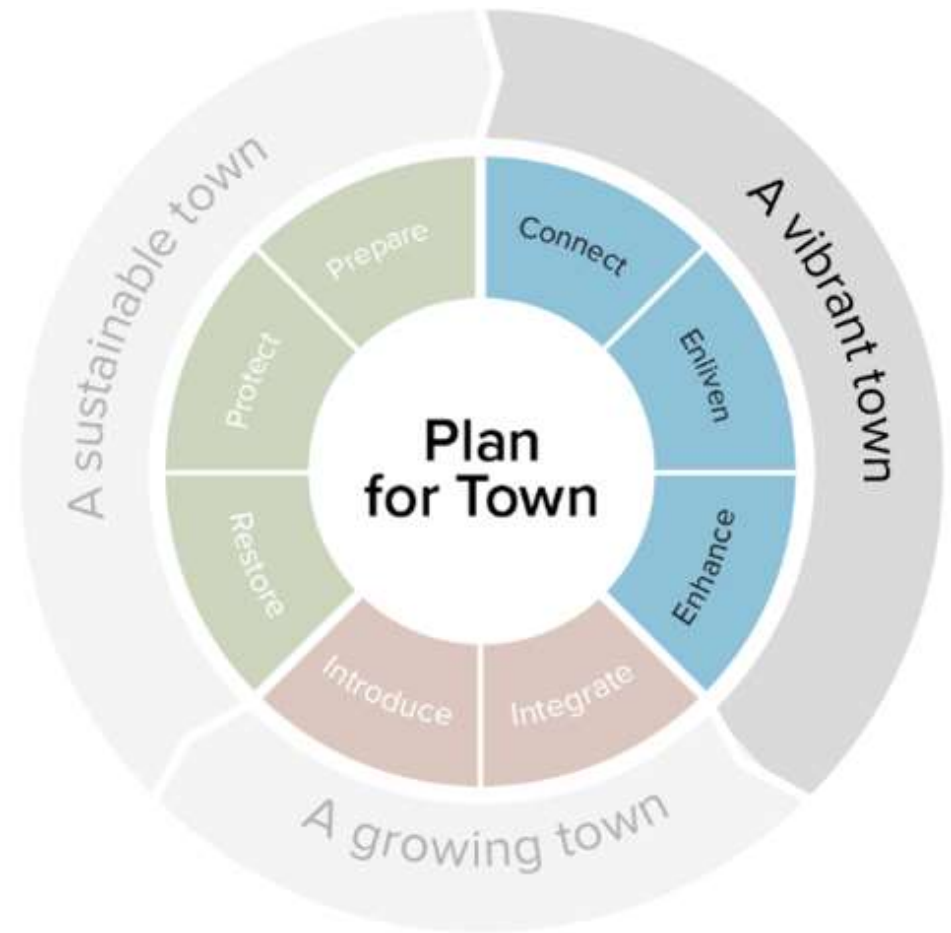 Plan
for Town
A vibrant town
Connect
Enliven
Enhance
A growing town
Integrate
Introduce
A sustainable town
Restore
Protect
Prepare